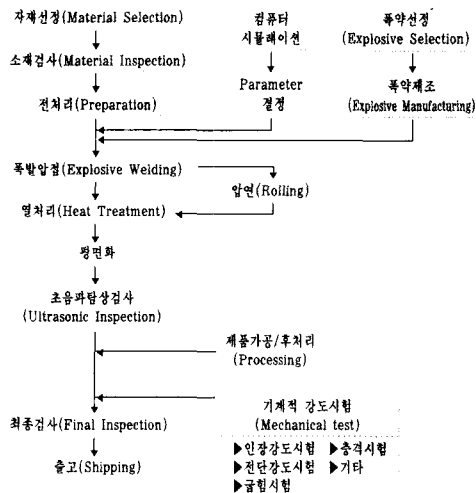 자재선정(Material Selection)
소재검사(Material Inspection)
전처리(Preparation)
컴퓨터
시뮬레이션
Parameter
결정
폭약선정
(Explosive Selection)
폭약제조
(Explosive Manufacturing)
폭발압접(Explosive Welding)
압연(Rolling)
열처리(Heat Treatment)
평면화
초음파탐상검사
(Ultrasonic Inspection)
제품가공/후처리
(Processing)
기계적 강도시험
(Mechanical test)
▶인장강도시험 ▶충격시험
▶전단강도시험 ▶기타
▶굽힘시험
최종검사(Final Inspection)
출고(Shipping)